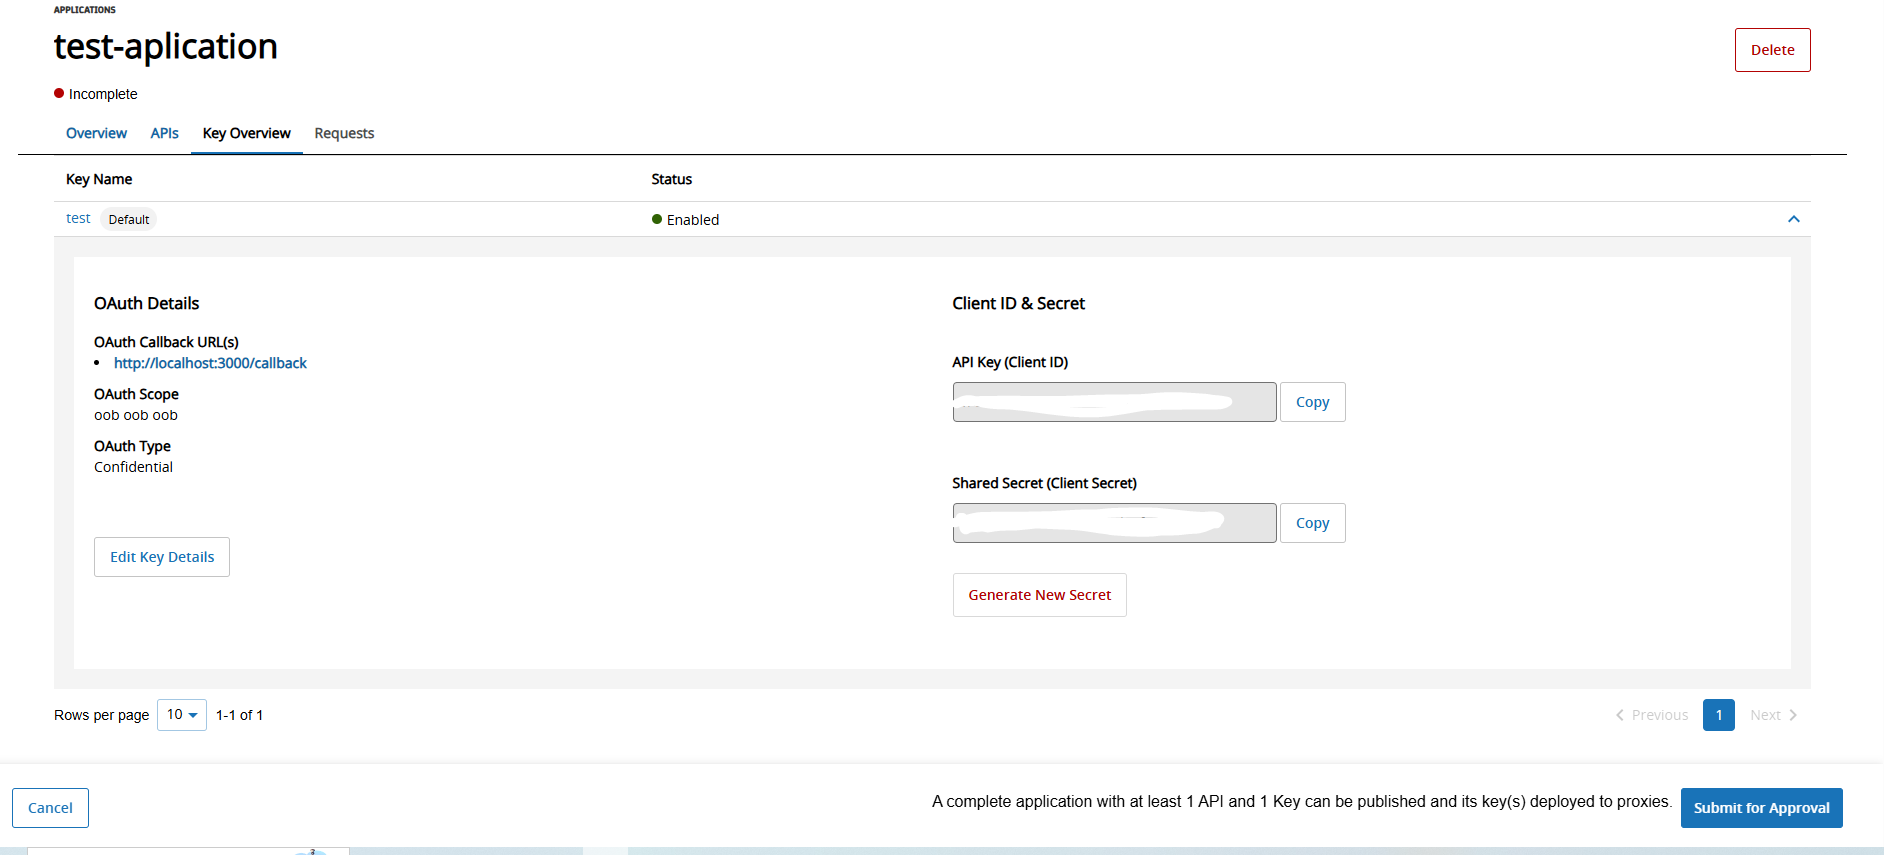 APPLICATIONS
test-aplication
Delete
Incomplete
Overview APIs Key Overview Requests
Key Name Status
test Default Enabled
OAuth Details
OAuth Callback URL(s)
• http://localhost:3000/callback
OAuth Scope
oob oob oob
OAuth Type
Confidential
Edit Key Details
Client ID & Secret
API Key (Client ID)
Copy
Shared Secret (Client Secret)
Copy
Generate New Secret
Rows per page 10 1-1 of 1
Previous 1 Next
Cancel
A complete application with at least 1 API and 1 Key can be published and its key(s) deployed to proxies.
Submit for Approval